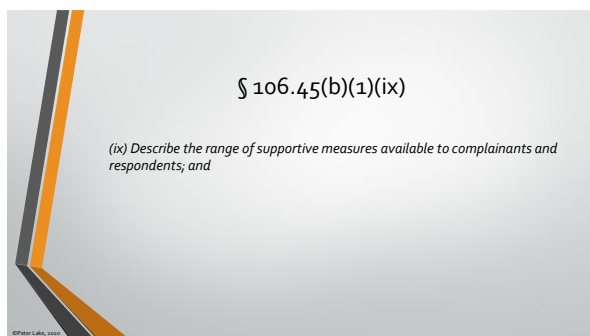 § 106.45(b)(1)(ix)
(ix) Describe the range of supportive measures available to complainants and
respondents; and
©Peter Lake, 2020